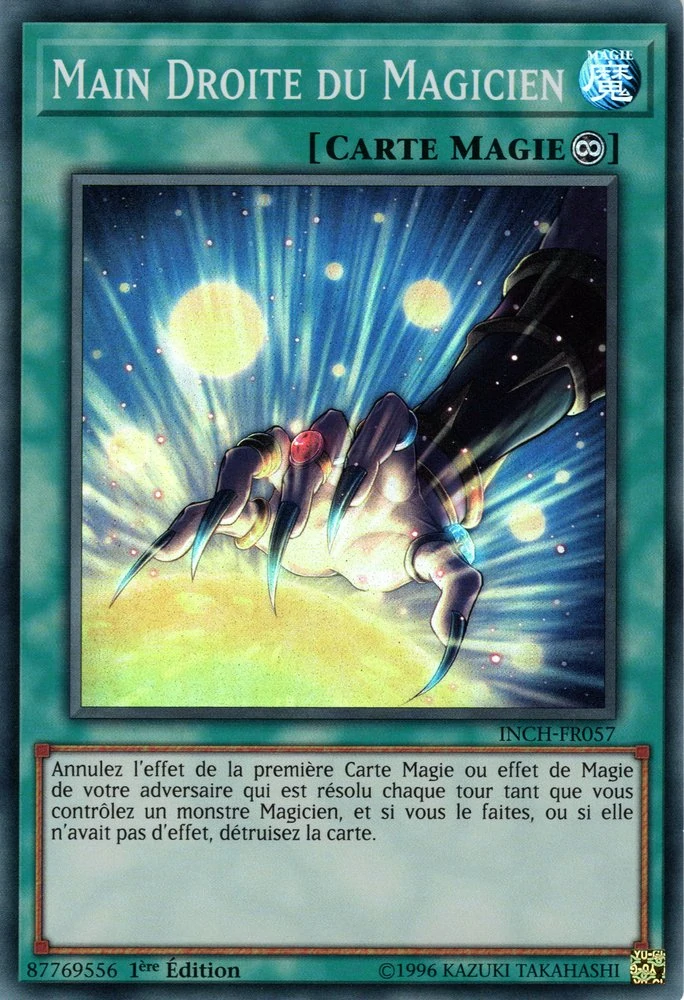 MAIN DROITE DU MAGICIEN
MAGIE
魔
[CARTE MAGIE∞]
INCH-FR057
Annulez l'effet de la première Carte Magie ou effet de Magie
de votre adversaire qui est résolu chaque tour tant que vous
contrôlez un monstre Magicien, et si vous le faites, ou si elle
n'avait pas d'effet, détruisez la carte.
87769556 1ère Édition ©1996 KAZUKI TAKAHASHI